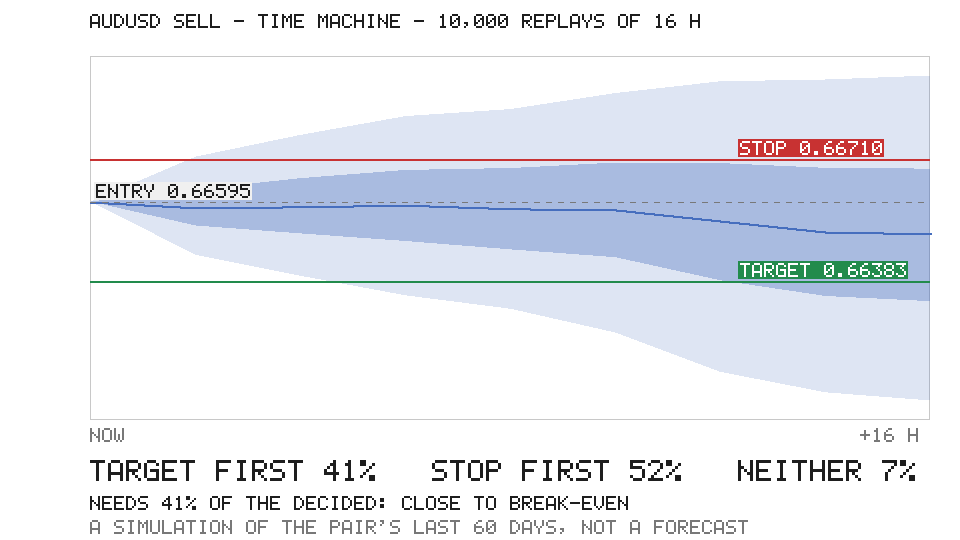 AUDUSD SELL - TIME MACHINE - 10,000 REPLAYS OF 16 H
STOP 0.66710
ENTRY 0.66595
TARGET 0.66383
NOW +16 H
TARGET FIRST 41% STOP FIRST 52% NEITHER 7%
NEEDS 41% OF THE DECIDED: CLOSE TO BREAK-EVEN
A SIMULATION OF THE PAIR'S LAST 60 DAYS, NOT A FORECAST